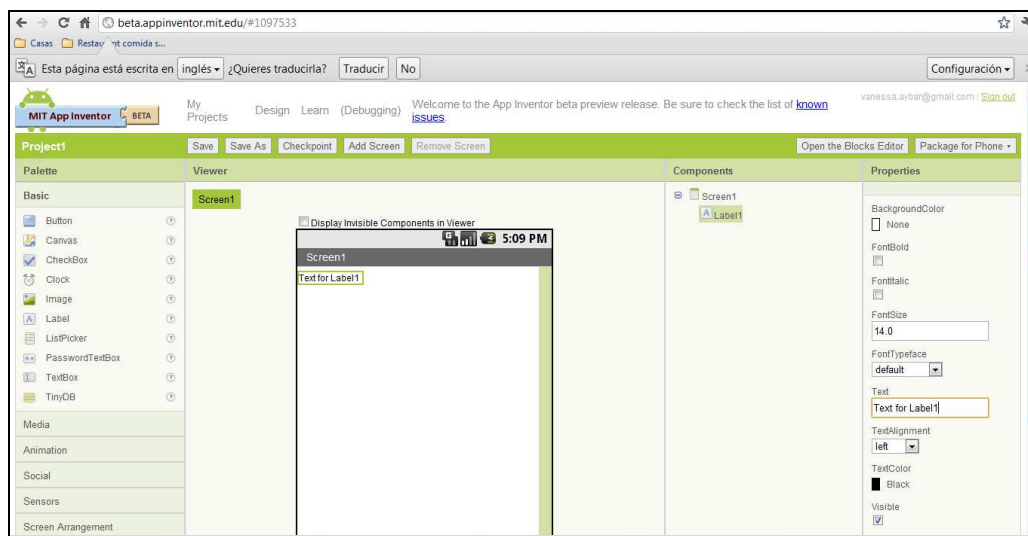 beta.appinventor.mit.edu/#1097533
Casas Restau nt comida s...
Esta página está escrita en inglés ¿Quieres traducirla? Traducir No Configuración
vanessa.aybar@gmail.com | Sign out
MIT App Inventor BETA
My Projects Design Learn (Debugging)
Welcome to the App Inventor beta preview release. Be sure to check the list of known
issues.
Project1 Save Save As Checkpoint Add Screen Remove Screen Open the Blocks Editor Package for Phone
Palette Viewer Components Properties
Basic
Button
Canvas
CheckBox
Clock
Image
Label
ListPicker
PasswordTextBox
TextBox
TinyDB
Media
Animation
Social
Sensors
Screen Arrangement
Screen1
Display Invisible Components in Viewer
5:09 PM
Screen1
Text for Label1
Screen1
Label1
BackgroundColor
None
FontBold
FontItalic
FontSize
14.0
FontTypeface
default
Text
Text for Label1
TextAlignment
left
TextColor
Black
Visible